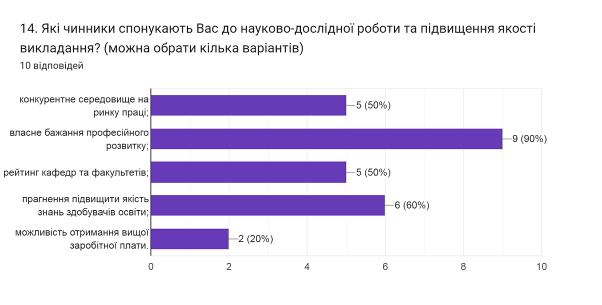 14. Які чинники спонукають Вас до науково-дослідної роботи та підвищення якості
викладання? (можна обрати кілька варіантів)
10 відповідей
конкурентне середовище на
ринку праці;
5 (50%)
власне бажання професійного
розвитку;
9 (90%)
рейтинг кафедр та факультетів;
5 (50%)
прагнення підвищити якість
знань здобувачів освіти;
6 (60%)
можливість отримання вищої
заробітної плати.
2 (20%)
0 2 4 6 8 10